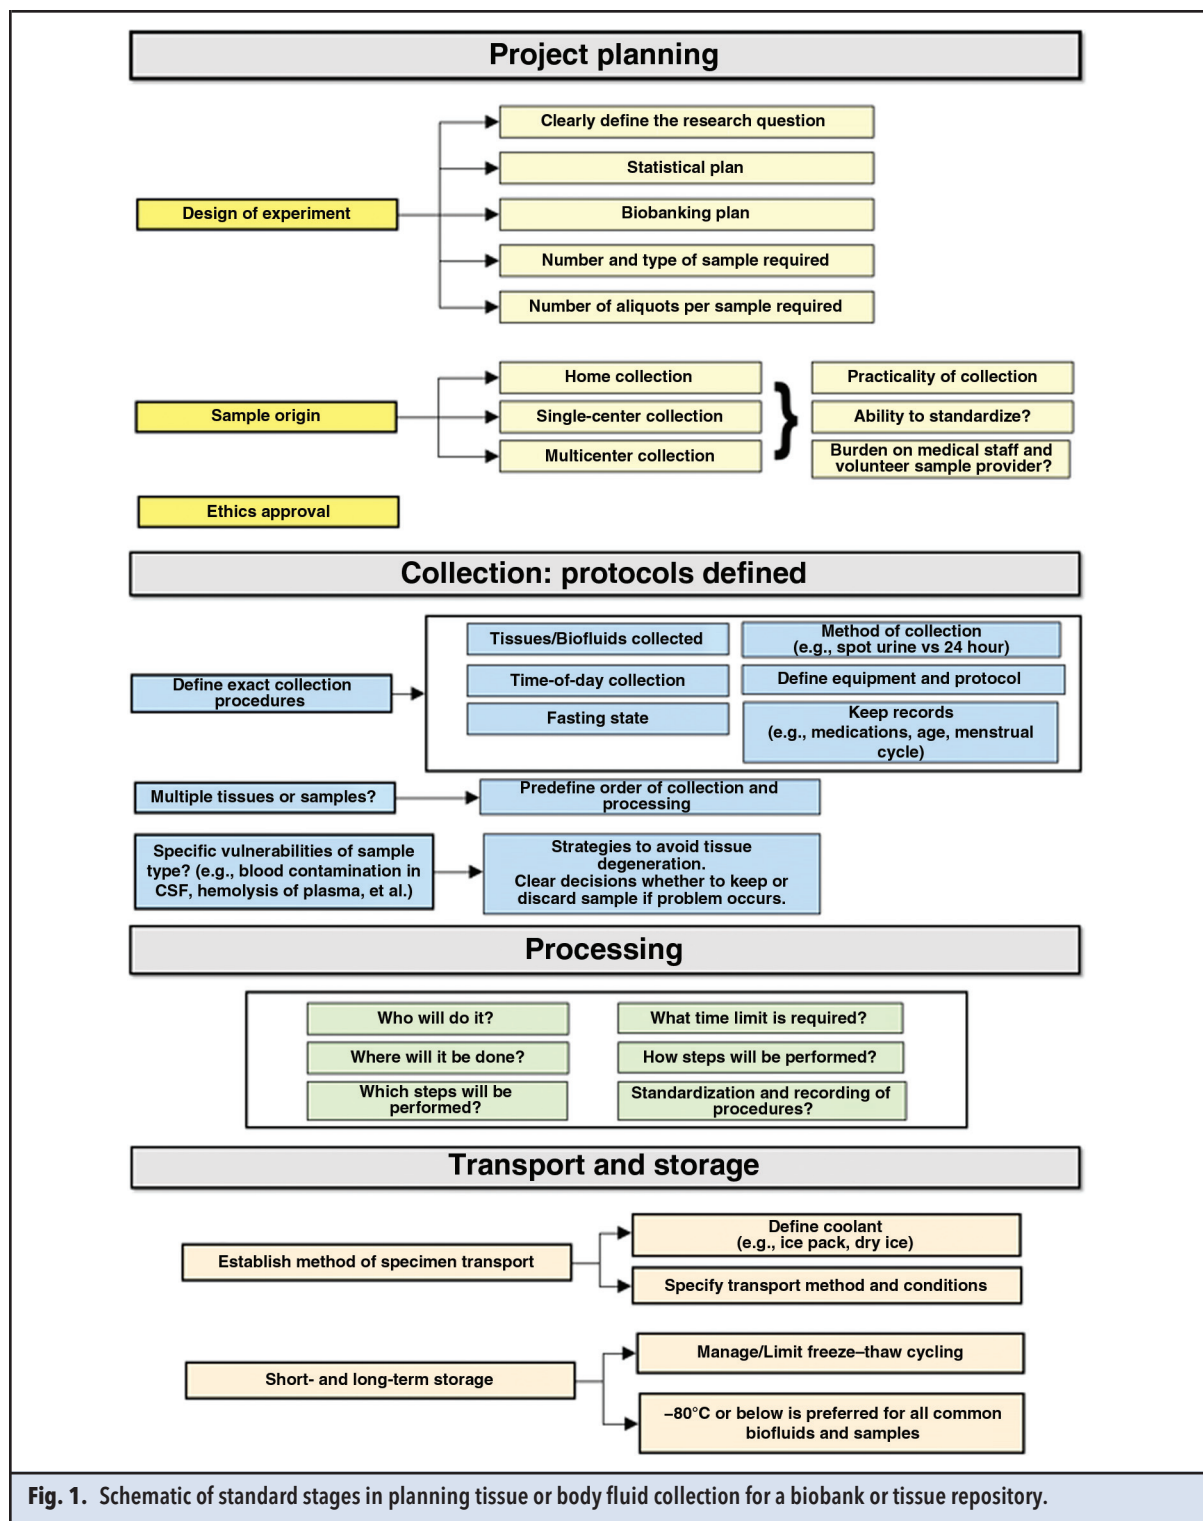 Project planning
Clearly define the research question
Statistical plan
Design of experiment
Biobanking plan
Number and type of sample required
Number of aliquots per sample required
Home collection
Practicality of collection
Sample origin
Single-center collection
Ability to standardize?
Multicenter collection
Burden on medical staff and
volunteer sample provider?
Ethics approval
Collection: protocols defined
Define exact collection
procedures
Tissues/Biofluids collected
Method of collection
(e.g., spot urine vs 24 hour)
Time-of-day collection
Define equipment and protocol
Fasting state
Keep records
(e.g., medications, age, menstrual
cycle)
Multiple tissues or samples?
Predefine order of collection and
processing
Specific vulnerabilities of sample
type? (e.g., blood contamination in
CSF, hemolysis of plasma, et al.)
Strategies to avoid tissue
degeneration.
Clear decisions whether to keep or
discard sample if problem occurs.
Processing
Who will do it?
What time limit is required?
Where will it be done?
How steps will be performed?
Which steps will be
performed?
Standardization and recording of
procedures?
Transport and storage
Establish method of specimen transport
Define coolant
(e.g., ice pack, dry ice)
Specify transport method and conditions
Short- and long-term storage
Manage/Limit freeze–thaw cycling
–80°C or below is preferred for all common
biofluids and samples
Fig. 1. Schematic of standard stages in planning tissue or body fluid collection for a biobank or tissue repository.